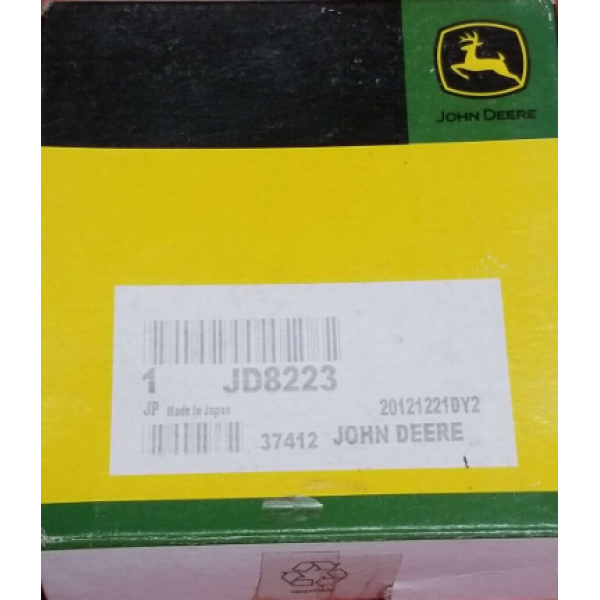 JOHN DEERE
1 JD8223
JP Made In Japan 20121221DY2
37412 JOHN DEERE